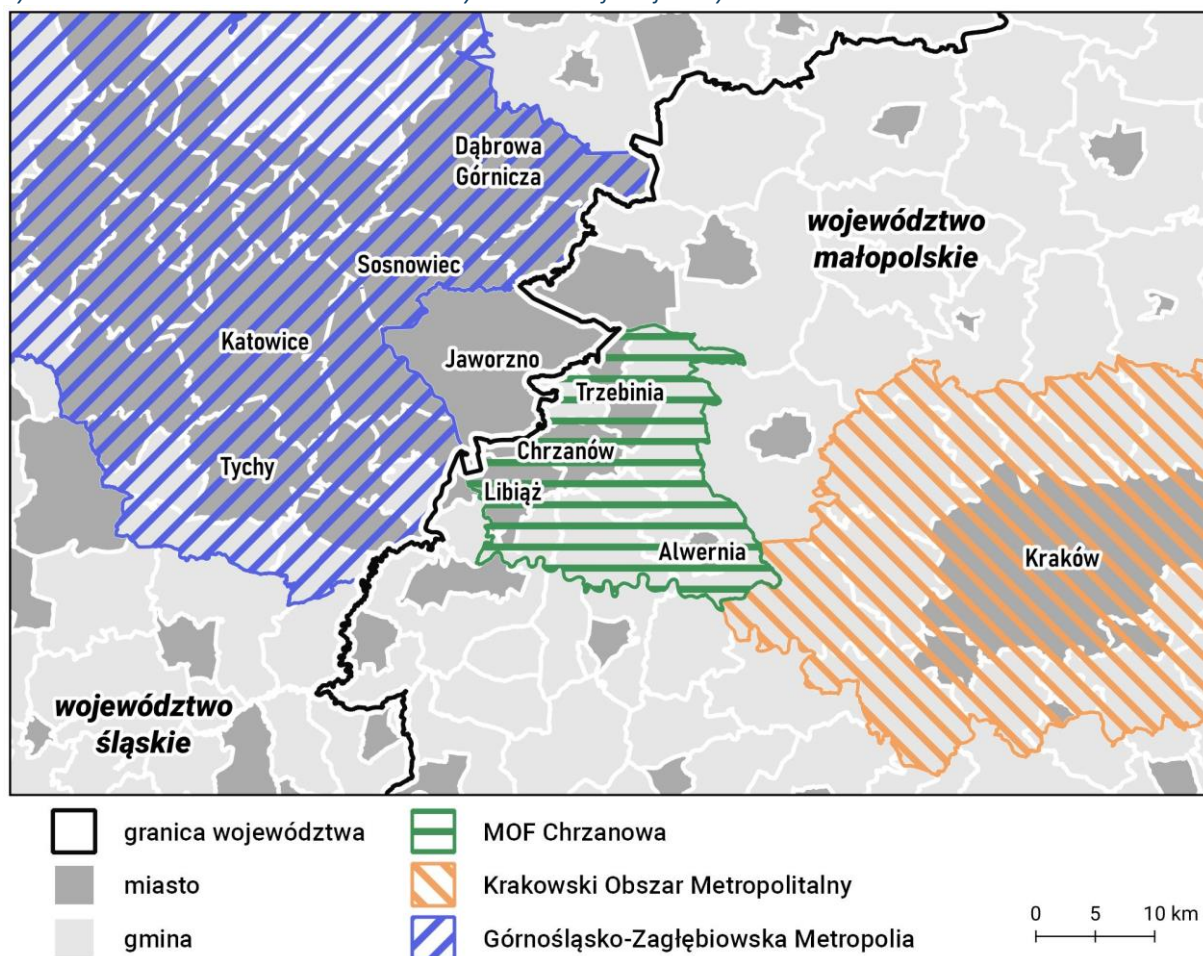 Dąbrowa
Górnicza
województwo
małopolskie
Sosnowiec
Katowice
Jaworzno
Trzebinia
Chrzanów
Tychy
Libiąż
Alwernia
Kraków
województwo
śląskie
granica województwa
MOF Chrzanowa
miasto
Krakowski Obszar Metropolitalny
gmina
Górnośląsko-Zagłębiowska Metropolia
0 5 10 km